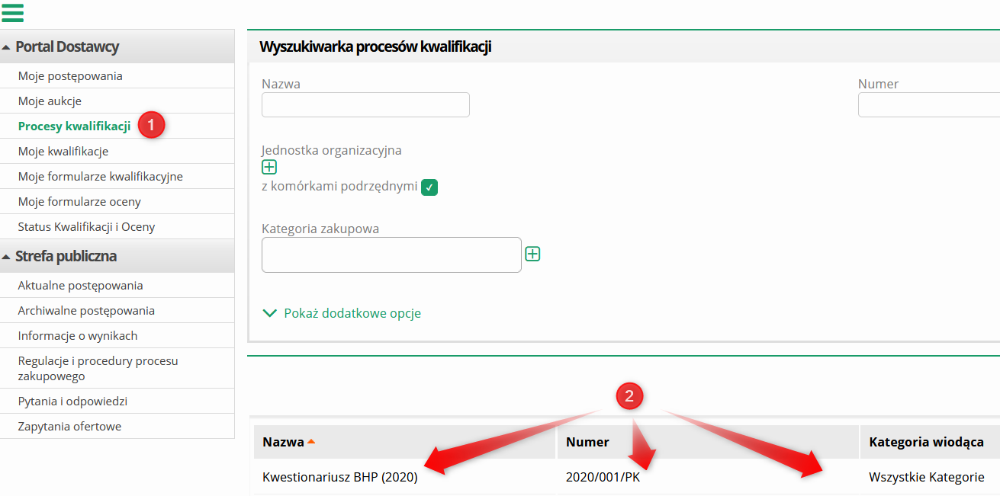 Portal Dostawcy
Moje postępowania
Moje aukcje
Procesy kwalifikacji 1
Moje kwalifikacje
Moje formularze kwalifikacyjne
Moje formularze oceny
Status Kwalifikacji i Oceny
Strefa publiczna
Aktualne postępowania
Archiwalne postępowania
Informacje o wynikach
Regulacje i procedury procesu
zakupowego
Pytania i odpowiedzi
Zapytania ofertowe
Wyszukiwarka procesów kwalifikacji
Nazwa Numer
Jednostka organizacyjna
z komórkami podrzędnymi
Kategoria zakupowa
Pokaż dodatkowe opcje
2
Nazwa Numer Kategoria wiodąca
Kwestionariusz BHP (2020) 2020/001/PK Wszystkie Kategorie